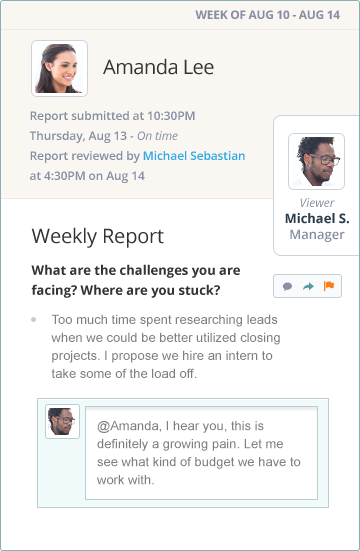 WEEK OF AUG 10 - AUG 14
Amanda Lee
Report submitted at 10:30PM
Thursday, Aug 13 - On time
Report reviewed by Michael Sebastian
at 4:30PM on Aug 14
Viewer
Michael S.
Manager
Weekly Report
What are the challenges you are
facing? Where are you stuck?
Too much time spent researching leads
when we could be better utilized closing
projects. I propose we hire an intern to
take some of the load off.
@Amanda, I hear you, this is
definitely a growing pain. Let me
see what kind of budget we have to
work with.